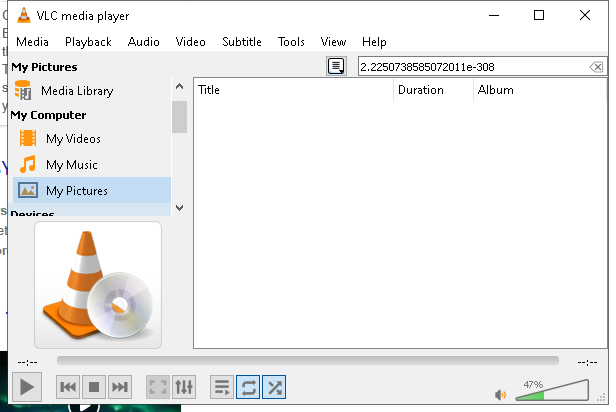 VLC media player
Media Playback Audio Video Subtitle Tools View Help
My Pictures
2.2250738585072011e-308
Media Library
Title Duration Album
My Computer
My Videos
My Music
My Pictures
Devices
--:-- --:--
47%